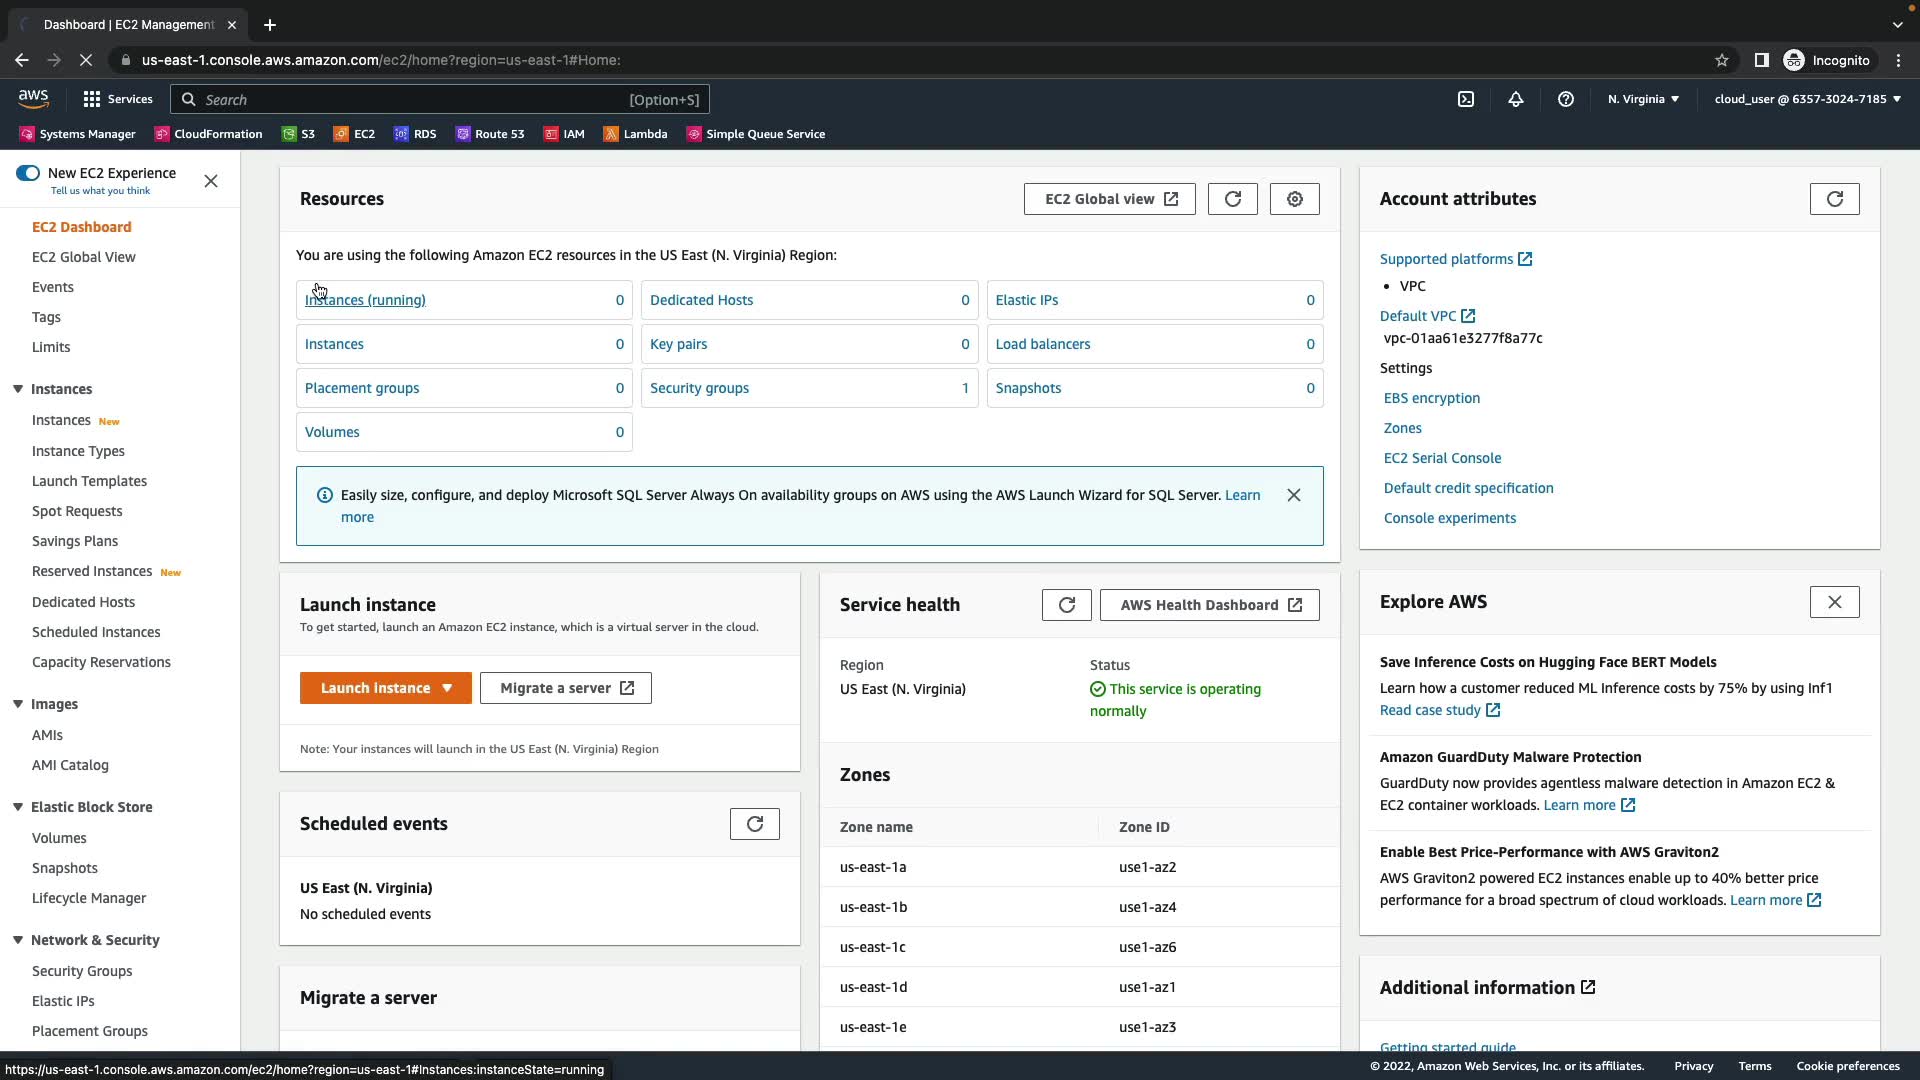 Dashboard | EC2 Management
us-east-1.console.aws.amazon.com/ec2/home?region=us-east-1#Home:
Incognito
aws
Services
Search
[Option+S]
N. Virginia
cloud_user @ 6357-3024-7185
Systems Manager
CloudFormation
S3
EC2
RDS
Route 53
IAM
Lambda
Simple Queue Service
New EC2 Experience
Tell us what you think
EC2 Dashboard
EC2 Global View
Events
Tags
Limits
Instances
Instances New
Instance Types
Launch Templates
Spot Requests
Savings Plans
Reserved Instances New
Dedicated Hosts
Scheduled Instances
Capacity Reservations
Images
AMIs
AMI Catalog
Elastic Block Store
Volumes
Snapshots
Lifecycle Manager
Network & Security
Security Groups
Elastic IPs
Placement Groups
Resources
EC2 Global view
You are using the following Amazon EC2 resources in the US East (N. Virginia) Region:
Instances (running) 0
Dedicated Hosts 0
Elastic IPs 0
Instances 0
Key pairs 0
Load balancers 0
Placement groups 0
Security groups 1
Snapshots 0
Volumes 0
Easily size, configure, and deploy Microsoft SQL Server Always On availability groups on AWS using the AWS Launch Wizard for SQL Server. Learn
more
Launch instance
To get started, launch an Amazon EC2 instance, which is a virtual server in the cloud.
Launch instance
Migrate a server
Note: Your instances will launch in the US East (N. Virginia) Region
Scheduled events
US East (N. Virginia)
No scheduled events
Migrate a server
Service health
AWS Health Dashboard
Region
US East (N. Virginia)
Status
This service is operating
normally
Zones
Zone name Zone ID
us-east-1a use1-az2
us-east-1b use1-az4
us-east-1c use1-az6
us-east-1d use1-az1
us-east-1e use1-az3
Account attributes
Supported platforms
• VPC
Default VPC
vpc-01aa61e3277f8a77c
Settings
EBS encryption
Zones
EC2 Serial Console
Default credit specification
Console experiments
Explore AWS
Save Inference Costs on Hugging Face BERT Models
Learn how a customer reduced ML Inference costs by 75% by using Inf1
Read case study
Amazon GuardDuty Malware Protection
GuardDuty now provides agentless malware detection in Amazon EC2 &
EC2 container workloads. Learn more
Enable Best Price-Performance with AWS Graviton2
AWS Graviton2 powered EC2 instances enable up to 40% better price
performance for a broad spectrum of cloud workloads. Learn more
Additional information
Getting started guide
https://us-east-1.console.aws.amazon.com/ec2/home?region=us-east-1#Instances:instanceState=running
© 2022, Amazon Web Services, Inc. or its affiliates.
Privacy
Terms
Cookie preferences